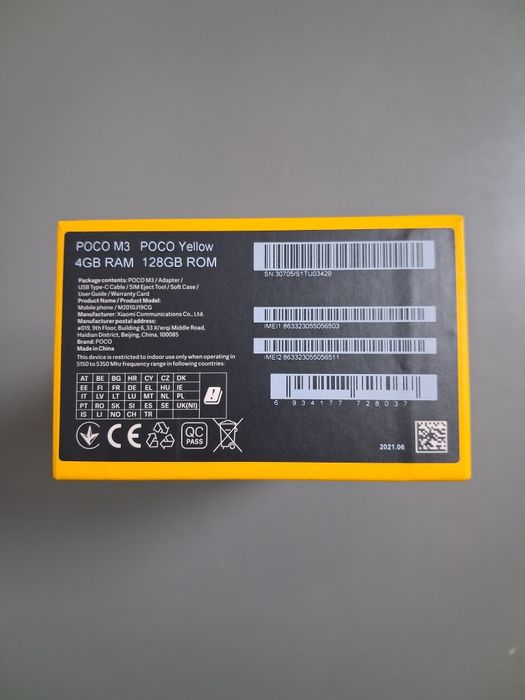 POCO M3 POCO Yellow
4GB RAM 128GB ROM
Package contents: POCO M3 / Adapter /
USB Type-C Cable / SIM Eject Tool / Soft Case /
User Guide / Warranty Card
Product Name / Product Model:
Mobile phone / M2010J19CG
Manufacturer: Xiaomi Communications Co., Ltd.
Manufacturer postal address:
#019, 9th Floor, Building 6, 33 Xi'erqi Middle Road,
Haidian District, Beijing, China, 100085
Brand: POCO
Made in China
This device is restricted to indoor use only when operating in
5150 to 5350 Mhz frequency range in following countries:
AT BE BG HR CY CZ DK
EE FI FR DE EL HU IE
IT LV LT LU MT NL PL
PT RO SK SI ES SE UK(NI)
IS LI NO CH TR
CE
QC
PASS
SN:30705/S1TU03429
IMEI1 863323055056503
IMEI2 863323055056511
6 934177 728037
2021.06